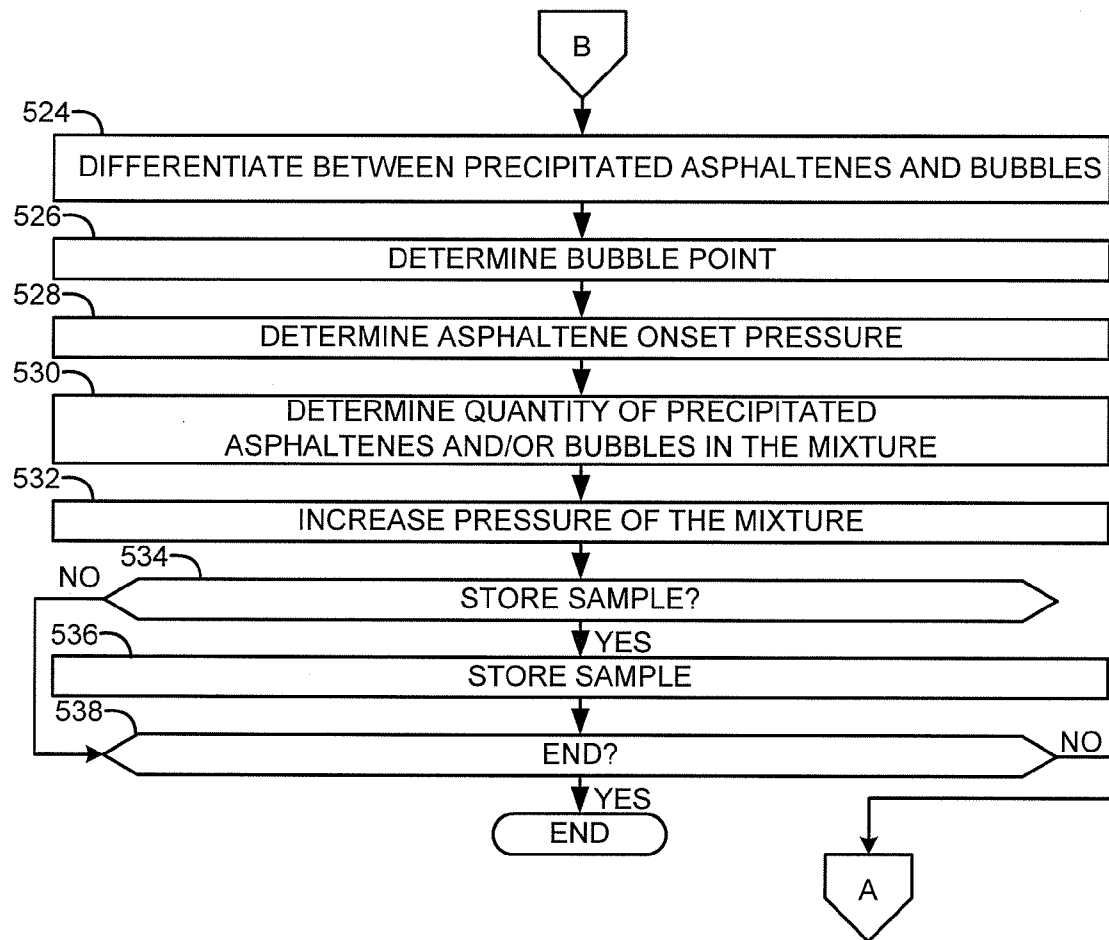 B
524
DIFFERENTIATE BETWEEN PRECIPITATED ASPHALTENES AND BUBBLES
526
DETERMINE BUBBLE POINT
528
DETERMINE ASPHALTENE ONSET PRESSURE
530
DETERMINE QUANTITY OF PRECIPITATED
ASPHALTENES AND/OR BUBBLES IN THE MIXTURE
532
INCREASE PRESSURE OF THE MIXTURE
534
NO
STORE SAMPLE?
YES
536
STORE SAMPLE
538
END?
NO
YES
END
A